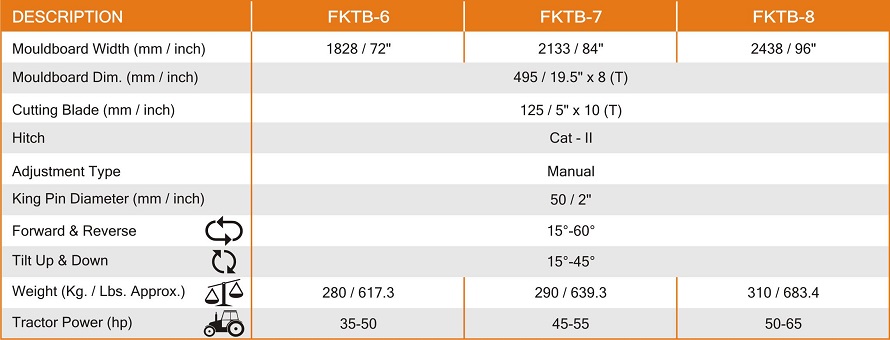 DESCRIPTION FKTB-6 FKTB-7 FKTB-8
Mouldboard Width (mm / inch) 1828 / 72" 2133 / 84" 2438 / 96"
Mouldboard Dim. (mm / inch) 495 / 19.5" x 8 (T)
Cutting Blade (mm / inch) 125 / 5" x 10 (T)
Hitch Cat - II
Adjustment Type Manual
King Pin Diameter (mm / inch) 50 / 2"
Forward & Reverse 15°-60°
Tilt Up & Down 15°-45°
Weight (Kg. / Lbs. Approx.) 280 / 617.3 290 / 639.3 310 / 683.4
Tractor Power (hp) 35-50 45-55 50-65